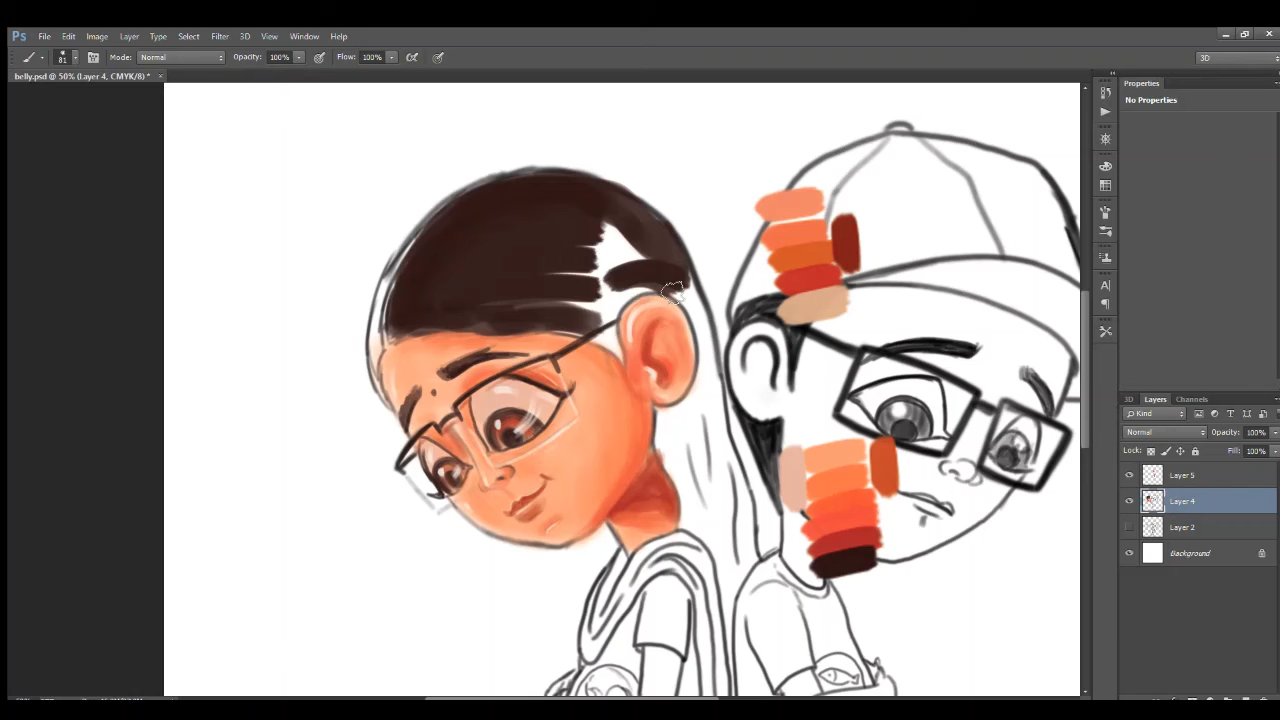 Ps File Edit Image Layer Type Select Filter 3D View Window Help
81 Mode: Normal Opacity: 100% Flow: 100% 3D
belly.psd @ 50% (Layer 4, CMYK/8) * ×
Properties
No Properties
3D Layers Channels
Kind
Normal Opacity: 100%
Lock: Fill: 100%
Layer 5
Layer 4
Layer 2
Background